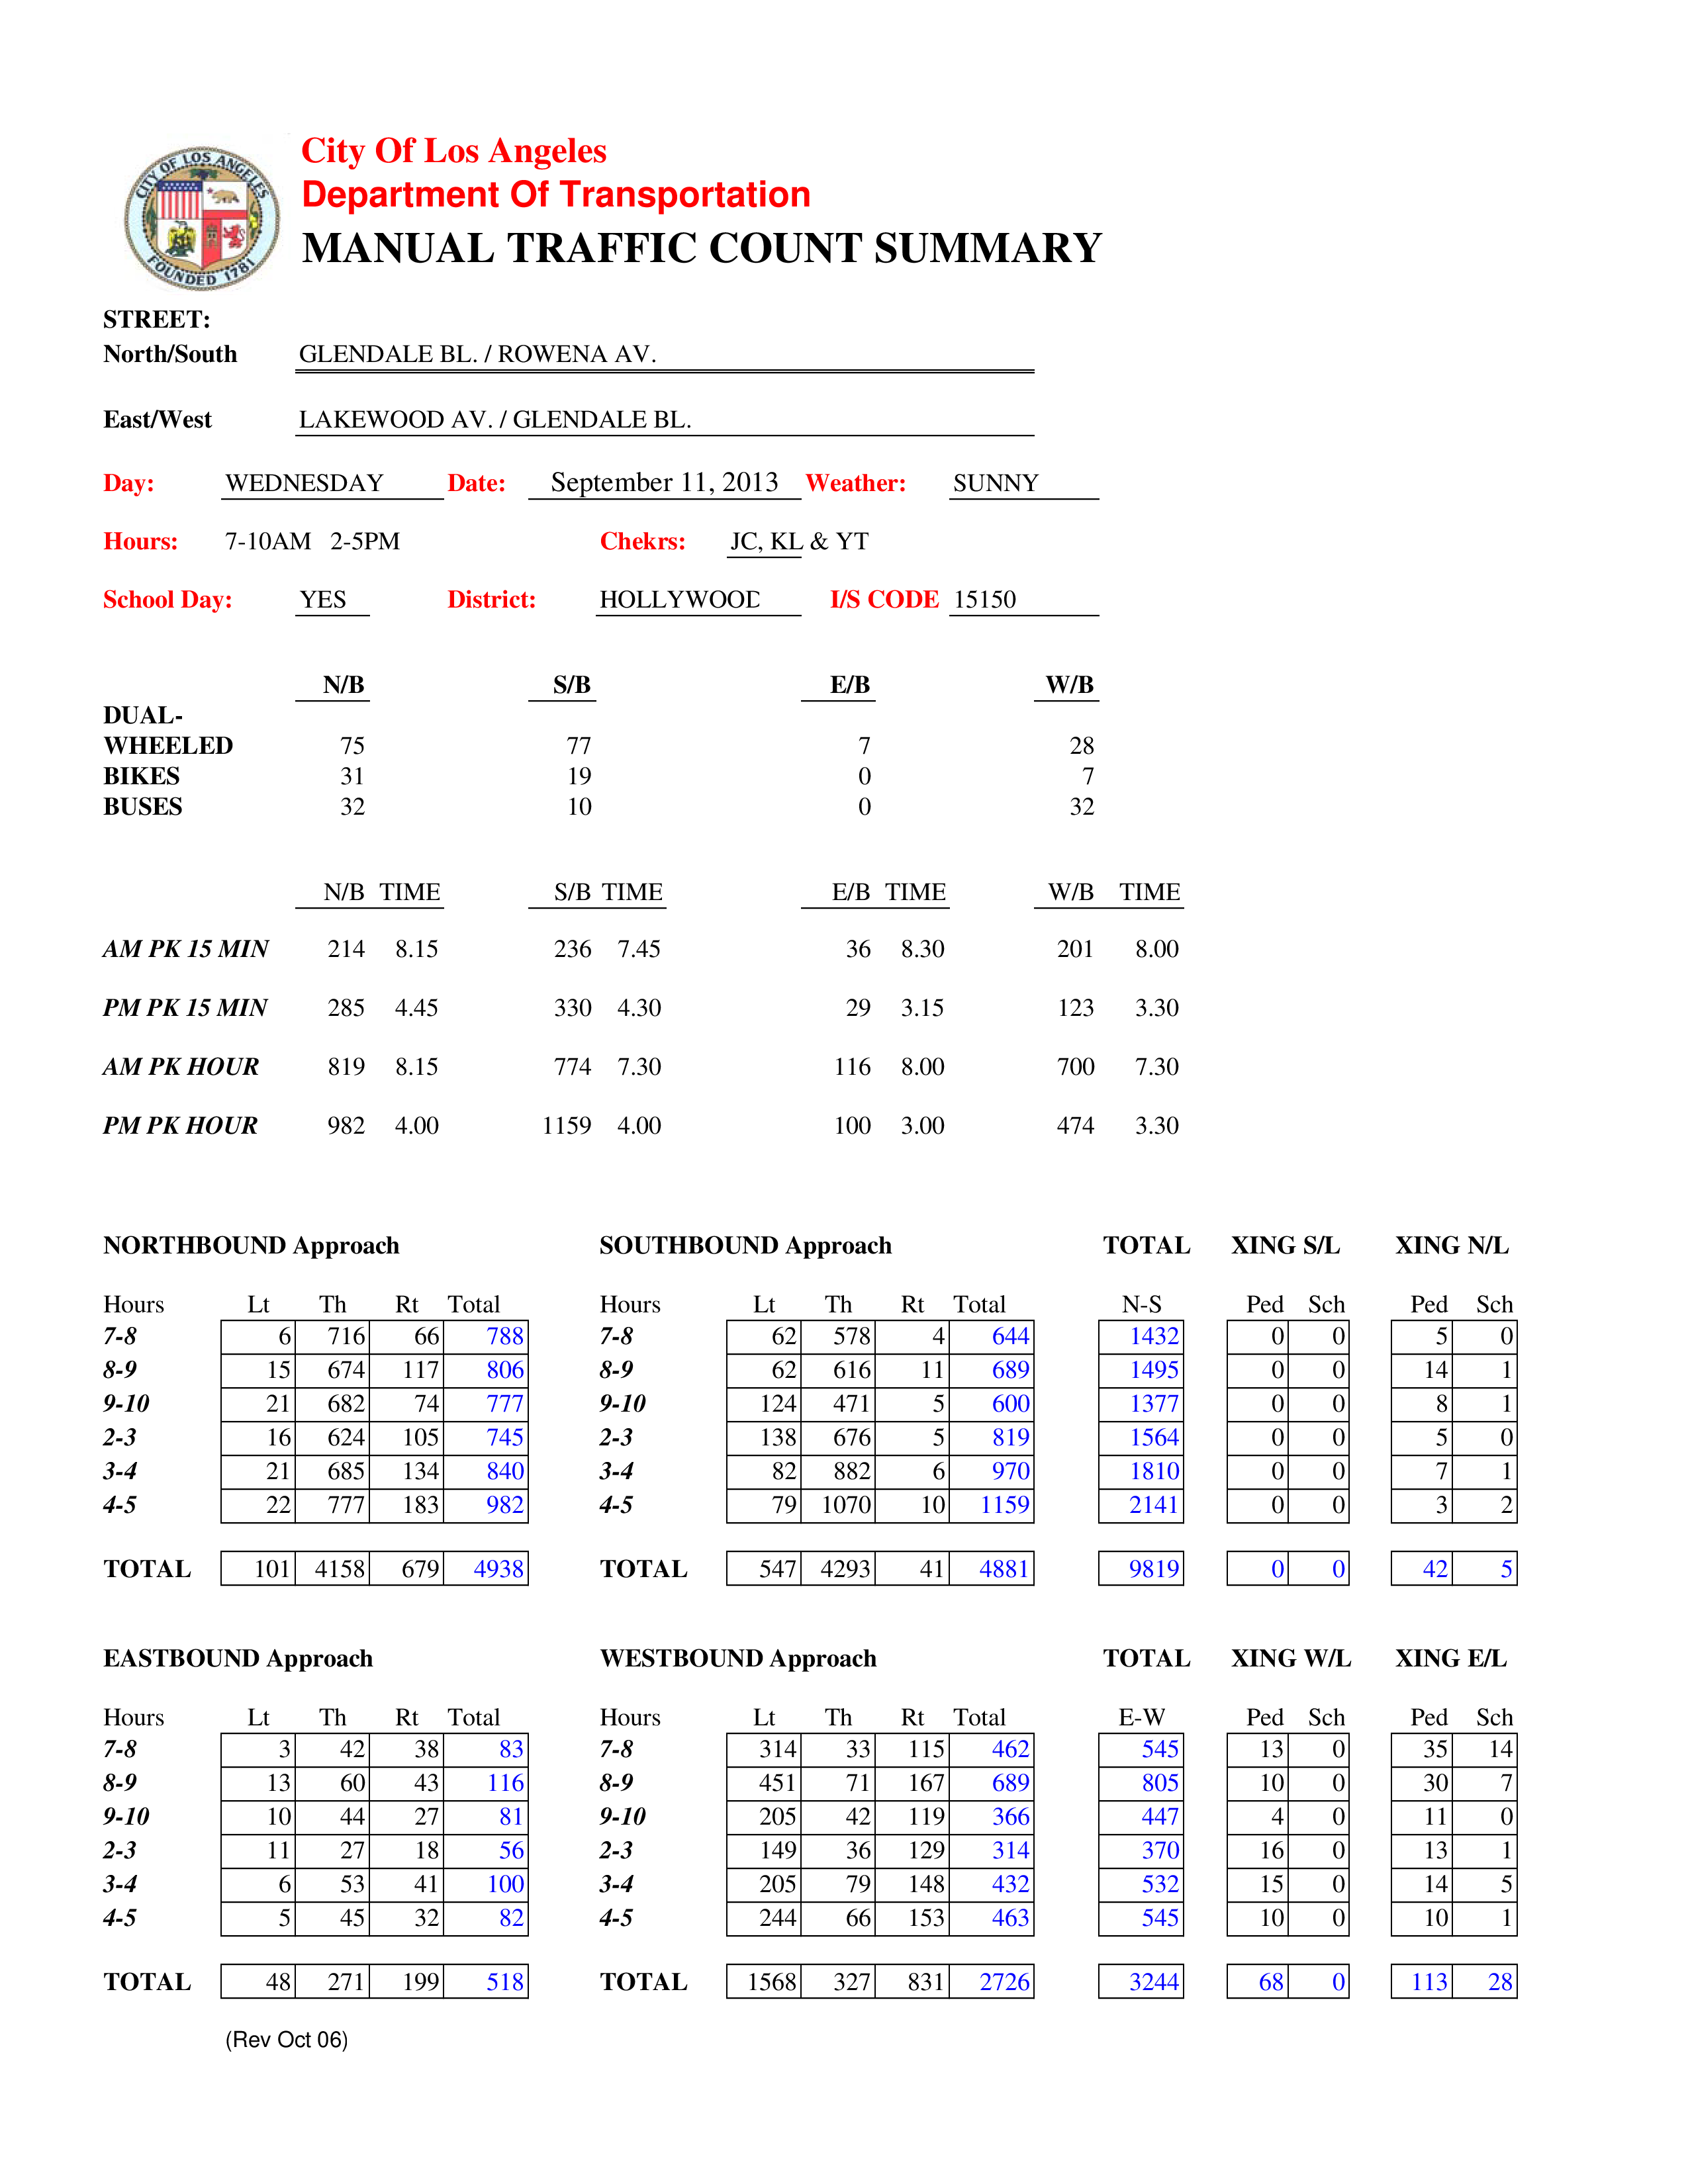 CITY OF LOS ANGELES
FOUNDED 1781
City Of Los Angeles
Department Of Transportation
MANUAL TRAFFIC COUNT SUMMARY
STREET:
North/South GLENDALE BL. / ROWENA AV.
East/West LAKEWOOD AV. / GLENDALE BL.
Day: WEDNESDAY Date: September 11, 2013 Weather: SUNNY
Hours: 7-10AM 2-5PM Chekrs: JC, KL & YT
School Day: YES District: HOLLYWOOD I/S CODE 15150
N/B S/B E/B W/B
DUAL-
WHEELED 75 77 7 28
BIKES 31 19 0 7
BUSES 32 10 0 32
N/B TIME S/B TIME E/B TIME W/B TIME
AM PK 15 MIN 214 8.15 236 7.45 36 8.30 201 8.00
PM PK 15 MIN 285 4.45 330 4.30 29 3.15 123 3.30
AM PK HOUR 819 8.15 774 7.30 116 8.00 700 7.30
PM PK HOUR 982 4.00 1159 4.00 100 3.00 474 3.30
NORTHBOUND Approach SOUTHBOUND Approach TOTAL XING S/L XING N/L
Hours Lt Th Rt Total Hours Lt Th Rt Total N-S Ped Sch Ped Sch
7-8 6 716 66 788 7-8 62 578 4 644 1432 0 0 5 0
8-9 15 674 117 806 8-9 62 616 11 689 1495 0 0 14 1
9-10 21 682 74 777 9-10 124 471 5 600 1377 0 0 8 1
2-3 16 624 105 745 2-3 138 676 5 819 1564 0 0 5 0
3-4 21 685 134 840 3-4 82 882 6 970 1810 0 0 7 1
4-5 22 777 183 982 4-5 79 1070 10 1159 2141 0 0 3 2
TOTAL 101 4158 679 4938 TOTAL 547 4293 41 4881 9819 0 0 42 5
EASTBOUND Approach WESTBOUND Approach TOTAL XING W/L XING E/L
Hours Lt Th Rt Total Hours Lt Th Rt Total E-W Ped Sch Ped Sch
7-8 3 42 38 83 7-8 314 33 115 462 545 13 0 35 14
8-9 13 60 43 116 8-9 451 71 167 689 805 10 0 30 7
9-10 10 44 27 81 9-10 205 42 119 366 447 4 0 11 0
2-3 11 27 18 56 2-3 149 36 129 314 370 16 0 13 1
3-4 6 53 41 100 3-4 205 79 148 432 532 15 0 14 5
4-5 5 45 32 82 4-5 244 66 153 463 545 10 0 10 1
TOTAL 48 271 199 518 TOTAL 1568 327 831 2726 3244 68 0 113 28
(Rev Oct 06)